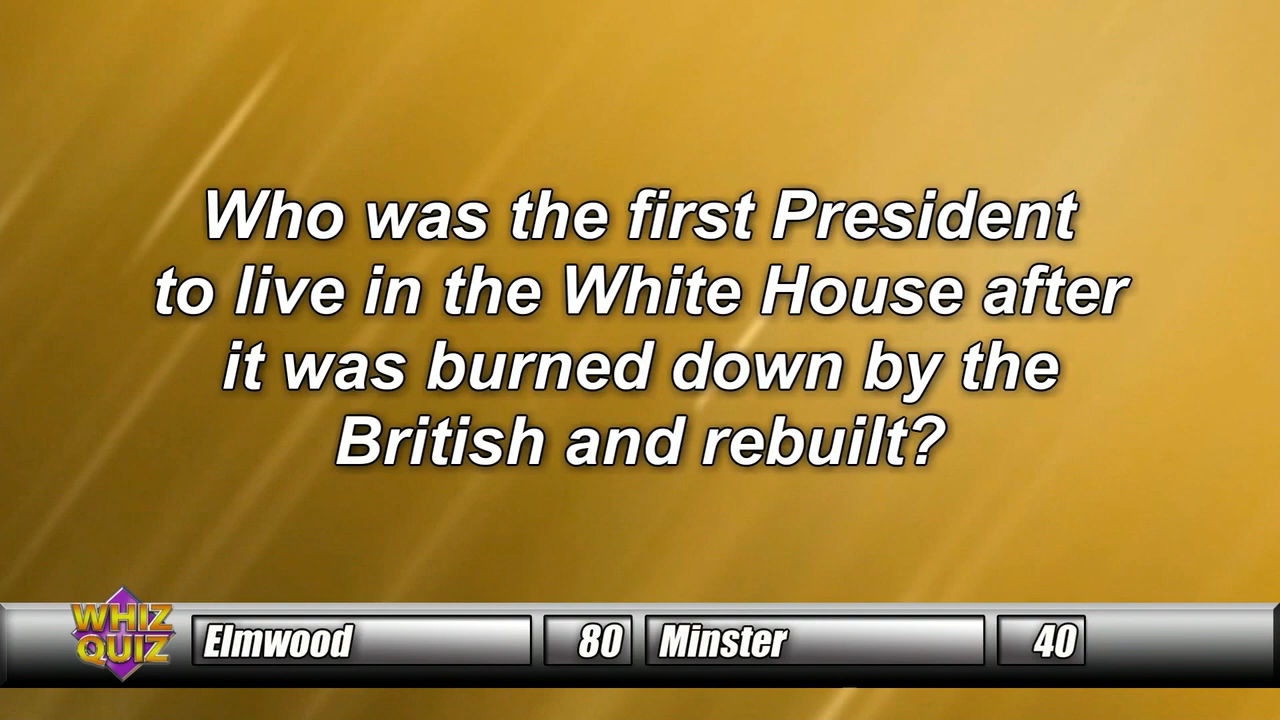 Who was the first President
to live in the White House after
it was burned down by the
British and rebuilt?
WHIZ
QUIZ
Elmwood 80 Minster 40